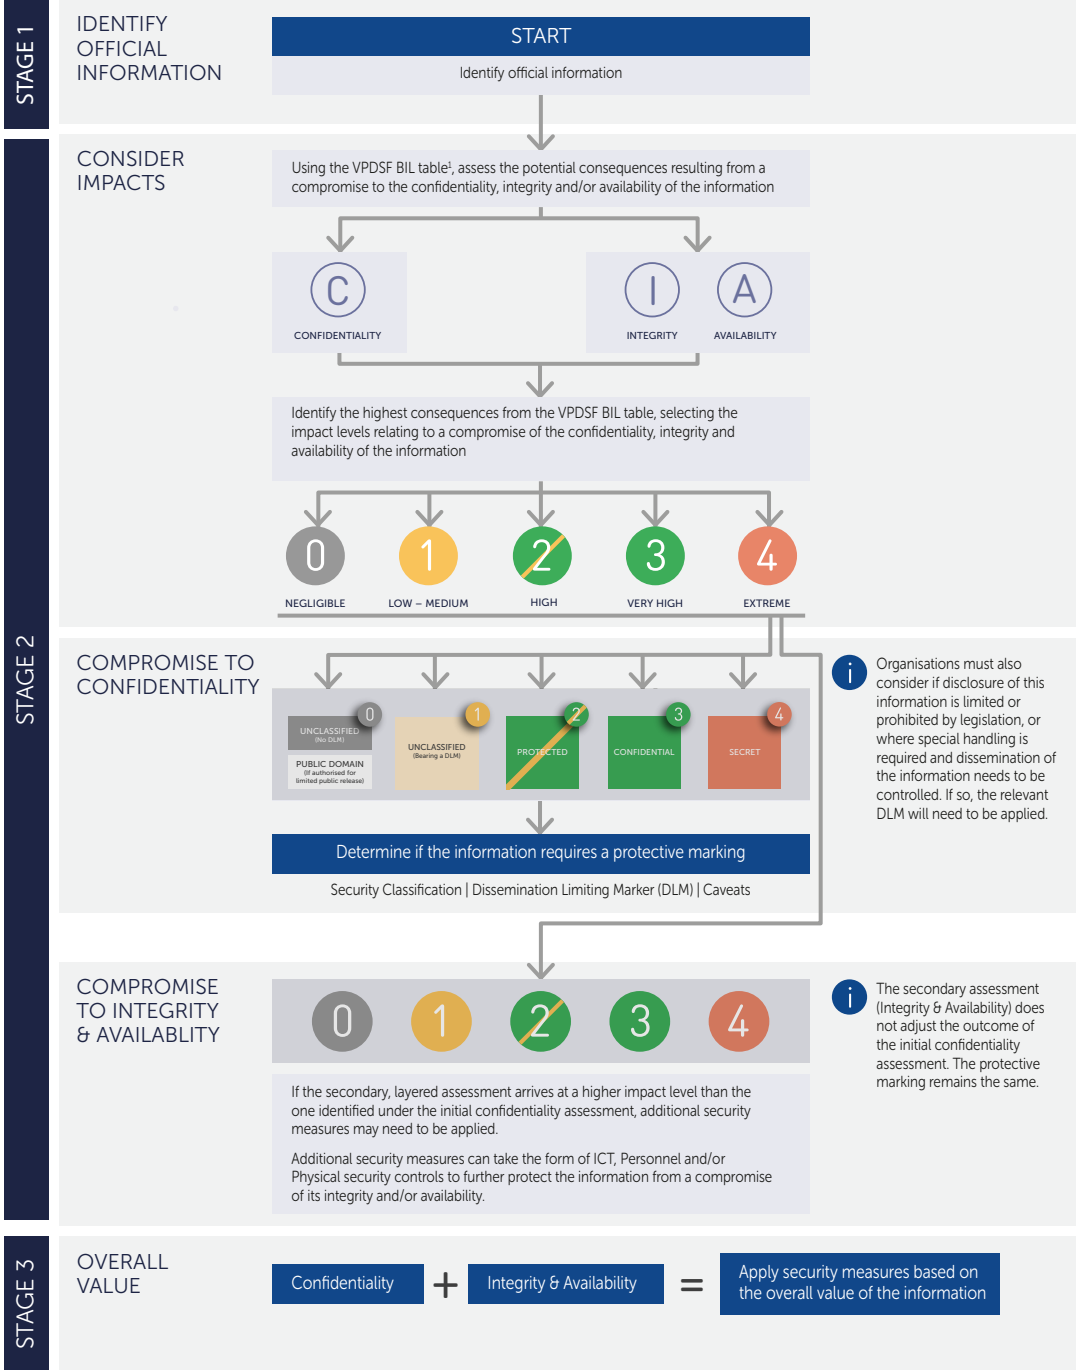 STAGE 1
IDENTIFY
OFFICIAL
INFORMATION
START
Identify official information
STAGE 2
CONSIDER
IMPACTS
Using the VPDSF BIL table¹, assess the potential consequences resulting from a
compromise to the confidentiality, integrity and/or availability of the information
C
CONFIDENTIALITY
I
INTEGRITY
A
AVAILABILITY
Identify the highest consequences from the VPDSF BIL table, selecting the
impact levels relating to a compromise of the confidentiality, integrity and
availability of the information
0 1 2 3 4
NEGLIGIBLE LOW – MEDIUM HIGH VERY HIGH EXTREME
COMPROMISE TO
CONFIDENTIALITY
0
UNCLASSIFIED
(No DLM)
PUBLIC DOMAIN
(If authorised for
limited public release)
1
UNCLASSIFIED
(Bearing a DLM)
2
PROTECTED
3
CONFIDENTIAL
4
SECRET
i
Organisations must also
consider if disclosure of this
information is limited or
prohibited by legislation, or
where special handling is
required and dissemination of
the information needs to be
controlled. If so, the relevant
DLM will need to be applied.
Determine if the information requires a protective marking
Security Classification | Dissemination Limiting Marker (DLM) | Caveats
COMPROMISE
TO INTEGRITY
& AVAILABLITY
0 1 2 3 4
i
The secondary assessment
(Integrity & Availability) does
not adjust the outcome of
the initial confidentiality
assessment. The protective
marking remains the same.
If the secondary, layered assessment arrives at a higher impact level than the
one identified under the initial confidentiality assessment, additional security
measures may need to be applied.
Additional security measures can take the form of ICT, Personnel and/or
Physical security controls to further protect the information from a compromise
of its integrity and/or availability.
STAGE 3
OVERALL
VALUE
Confidentiality + Integrity & Availability =
Apply security measures based on
the overall value of the information